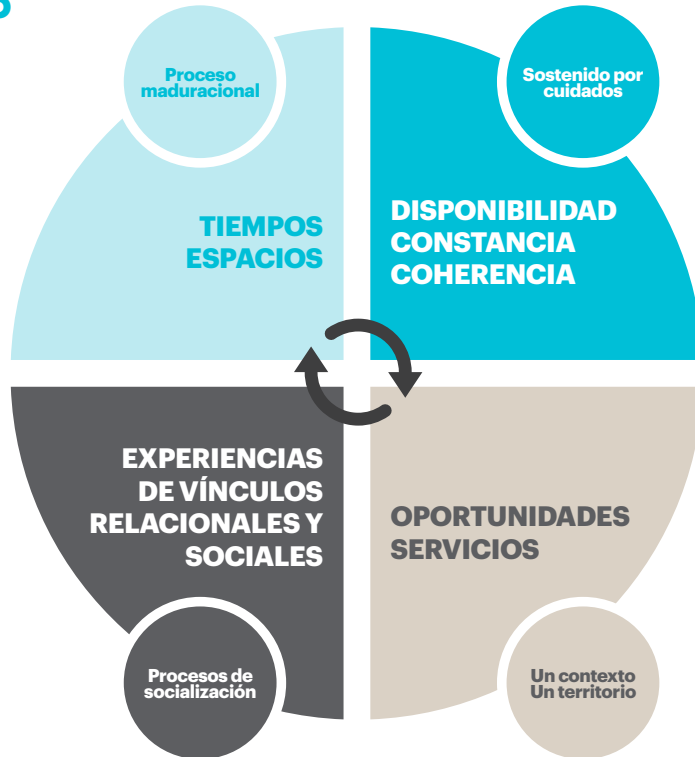 Proceso
maduracional
TIEMPOS
ESPACIOS
Sostenido por
cuidados
DISPONIBILIDAD
CONSTANCIA
COHERENCIA
EXPERIENCIAS
DE VÍNCULOS
RELACIONALES Y
SOCIALES
Procesos de
socialización
OPORTUNIDADES
SERVICIOS
Un contexto
Un territorio